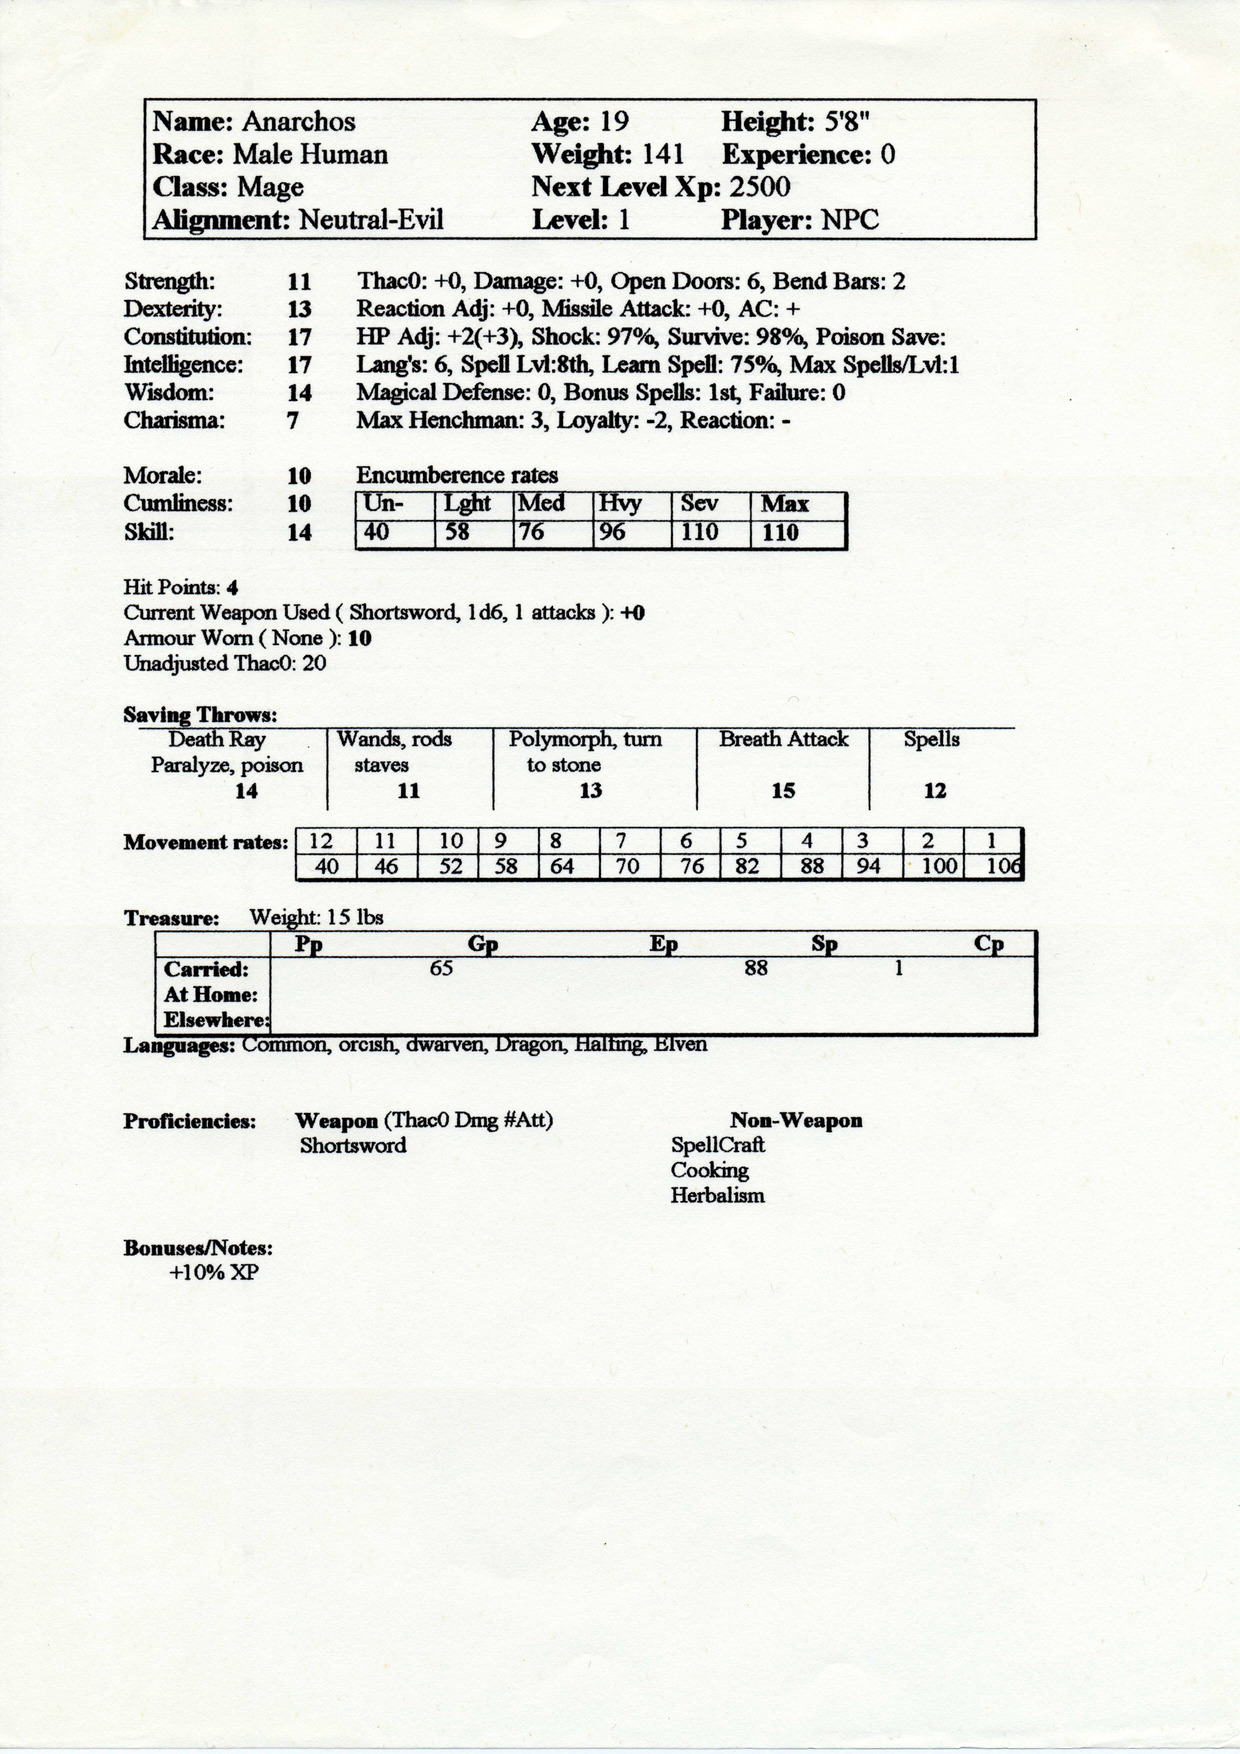 Name: Anarchos Age: 19 Height: 5'8"
Race: Male Human Weight: 141 Experience: 0
Class: Mage Next Level Xp: 2500
Alignment: Neutral-Evil Level: 1 Player: NPC
Strength: 11 Thac0: +0, Damage: +0, Open Doors: 6, Bend Bars: 2
Dexterity: 13 Reaction Adj: +0, Missile Attack: +0, AC: +
Constitution: 17 HP Adj: +2(+3), Shock: 97%, Survive: 98%, Poison Save:
Intelligence: 17 Lang's: 6, Spell Lvl:8th, Learn Spell: 75%, Max Spells/Lvl:1
Wisdom: 14 Magical Defense: 0, Bonus Spells: 1st, Failure: 0
Charisma: 7 Max Henchman: 3, Loyalty: -2, Reaction: -
Morale: 10 Encumberence rates
Cumliness: 10 Un- Lght Med Hvy Sev Max
Skill: 14 40 58 76 96 110 110
Hit Points: 4
Current Weapon Used ( Shortsword, 1d6, 1 attacks ): +0
Armour Worn ( None ): 10
Unadjusted Thac0: 20
Saving Throws:
Death Ray Wands, rods Polymorph, turn Breath Attack Spells
Paralyze, poison staves to stone
14 11 13 15 12
Movement rates: 12 11 10 9 8 7 6 5 4 3 2 1
40 46 52 58 64 70 76 82 88 94 100 106
Treasure: Weight: 15 lbs
Pp Gp Ep Sp Cp
Carried: 65 88 1
At Home:
Elsewhere:
Languages: Common, orcish, dwarven, Dragon, Halfing, Elven
Proficiencies: Weapon (Thac0 Dmg #Att) Non-Weapon
Shortsword SpellCraft
Cooking
Herbalism
Bonuses/Notes:
+10% XP